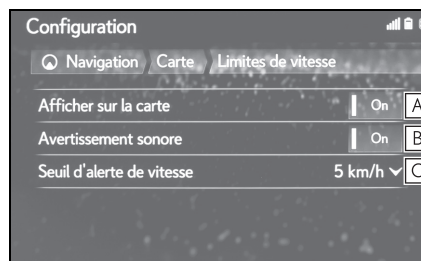 Configuration
Navigation Carte Limites de vitesse
Afficher sur la carte On A
Avertissement sonore On B
Seuil d'alerte de vitesse 5 km/h C